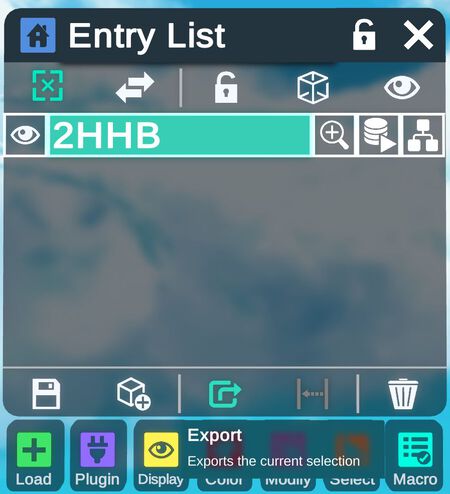 Entry List
2HHB
Export
Exports the current selection
Load
Plugin
Display
Color
Modify
Select
Macro